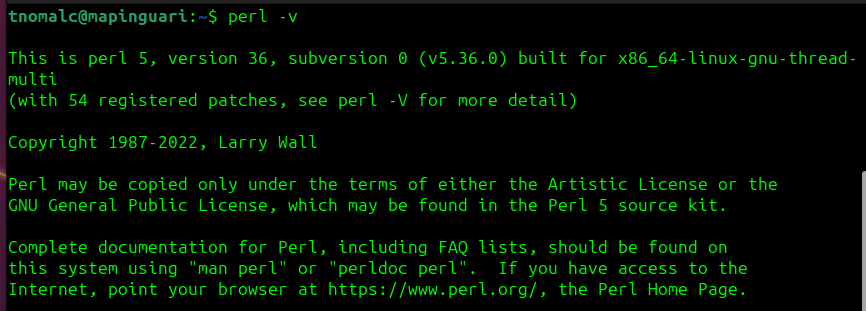 tnomalc@mapinguari:~$ perl -v
This is perl 5, version 36, subversion 0 (v5.36.0) built for x86_64-linux-gnu-thread-
multi
(with 54 registered patches, see perl -V for more detail)
Copyright 1987-2022, Larry Wall
Perl may be copied only under the terms of either the Artistic License or the
GNU General Public License, which may be found in the Perl 5 source kit.
Complete documentation for Perl, including FAQ lists, should be found on
this system using "man perl" or "perldoc perl".  If you have access to the
Internet, point your browser at https://www.perl.org/, the Perl Home Page.